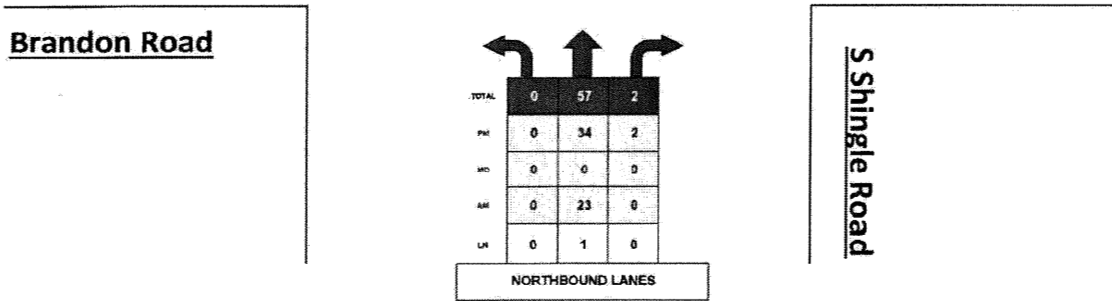 Brandon Road
S Shingle Road
TOTAL 0 57 2
PM 0 34 2
MD 0 0 0
AM 0 23 0
LN 0 1 0
NORTHBOUND LANES